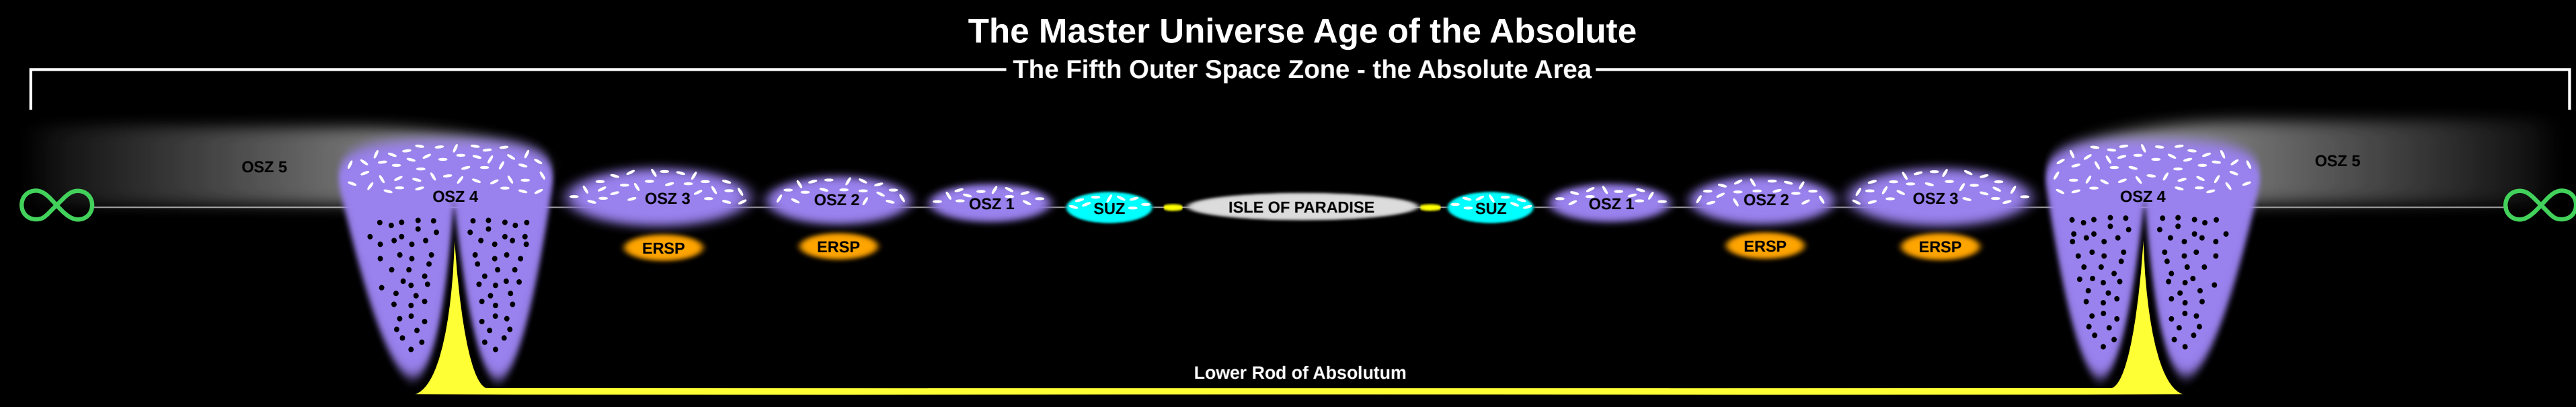 The Master Universe Age of the Absolute
The Fifth Outer Space Zone - the Absolute Area
OSZ 5
OSZ 4
OSZ 3
OSZ 2
OSZ 1
SUZ
ISLE OF PARADISE
SUZ
OSZ 1
OSZ 2
OSZ 3
OSZ 4
OSZ 5
ERSP
ERSP
ERSP
ERSP
Lower Rod of Absolutum